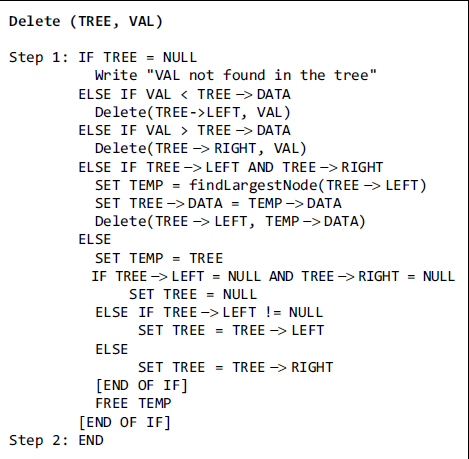 Delete (TREE, VAL)
Step 1: IF TREE = NULL
Write "VAL not found in the tree"
ELSE IF VAL < TREE->DATA
Delete(TREE->LEFT, VAL)
ELSE IF VAL > TREE->DATA
Delete(TREE->RIGHT, VAL)
ELSE IF TREE->LEFT AND TREE->RIGHT
SET TEMP = findLargestNode(TREE->LEFT)
SET TREE->DATA = TEMP->DATA
Delete(TREE->LEFT, TEMP->DATA)
ELSE
SET TEMP = TREE
IF TREE->LEFT = NULL AND TREE->RIGHT = NULL
SET TREE = NULL
ELSE IF TREE->LEFT != NULL
SET TREE = TREE->LEFT
ELSE
SET TREE = TREE->RIGHT
[END OF IF]
FREE TEMP
[END OF IF]
Step 2: END